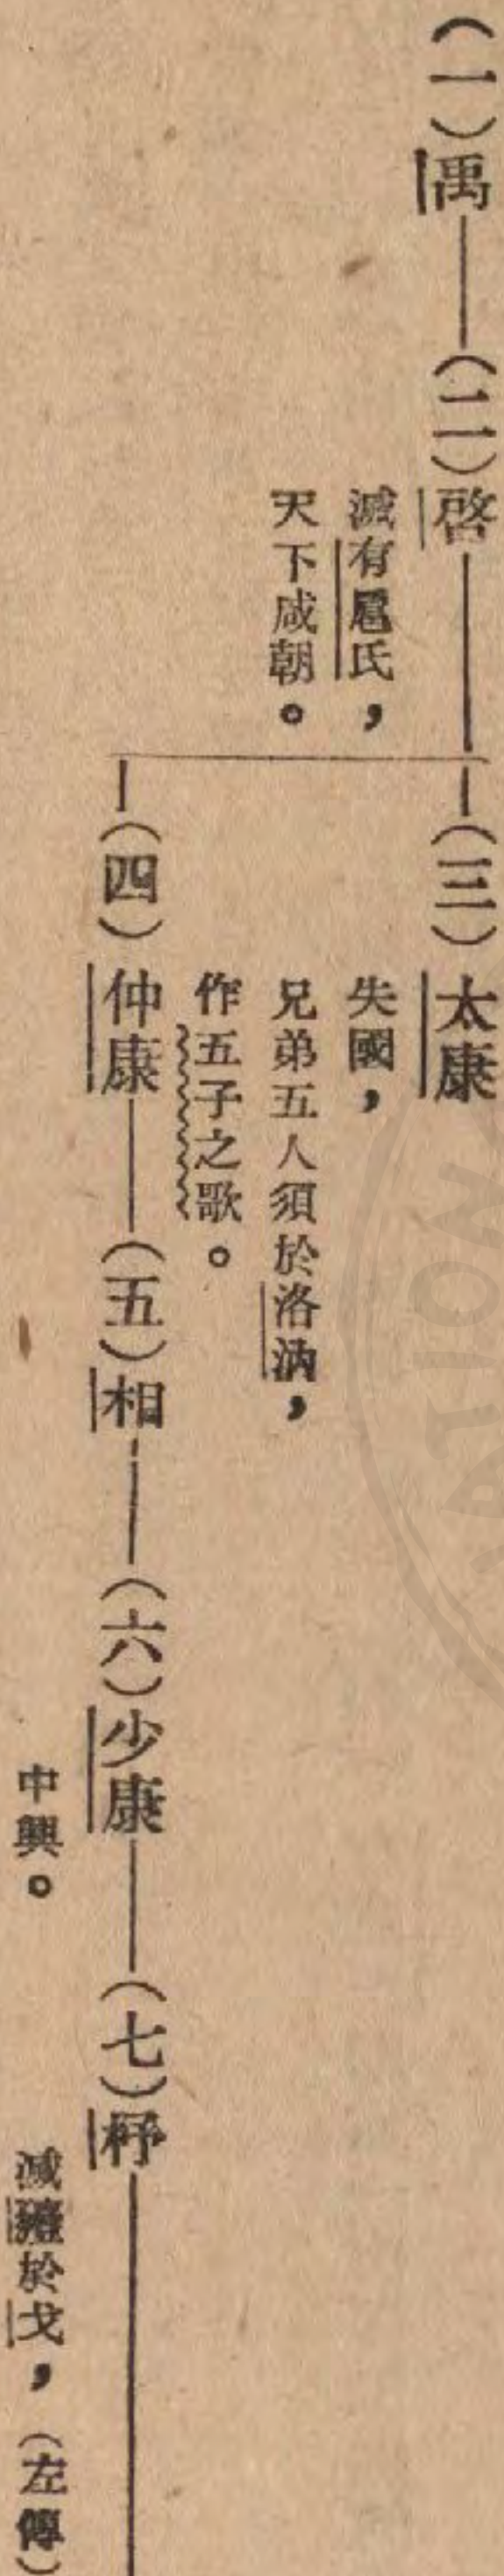 (一)禹——(二)啓——(三)太康
滅有扈氏，
天下咸朝。
失國，
兄弟五人須於洛汭，
作五子之歌。
(四)仲康——(五)相——(六)少康——(七)杼——
中興。
滅豷於戈，(左傳)